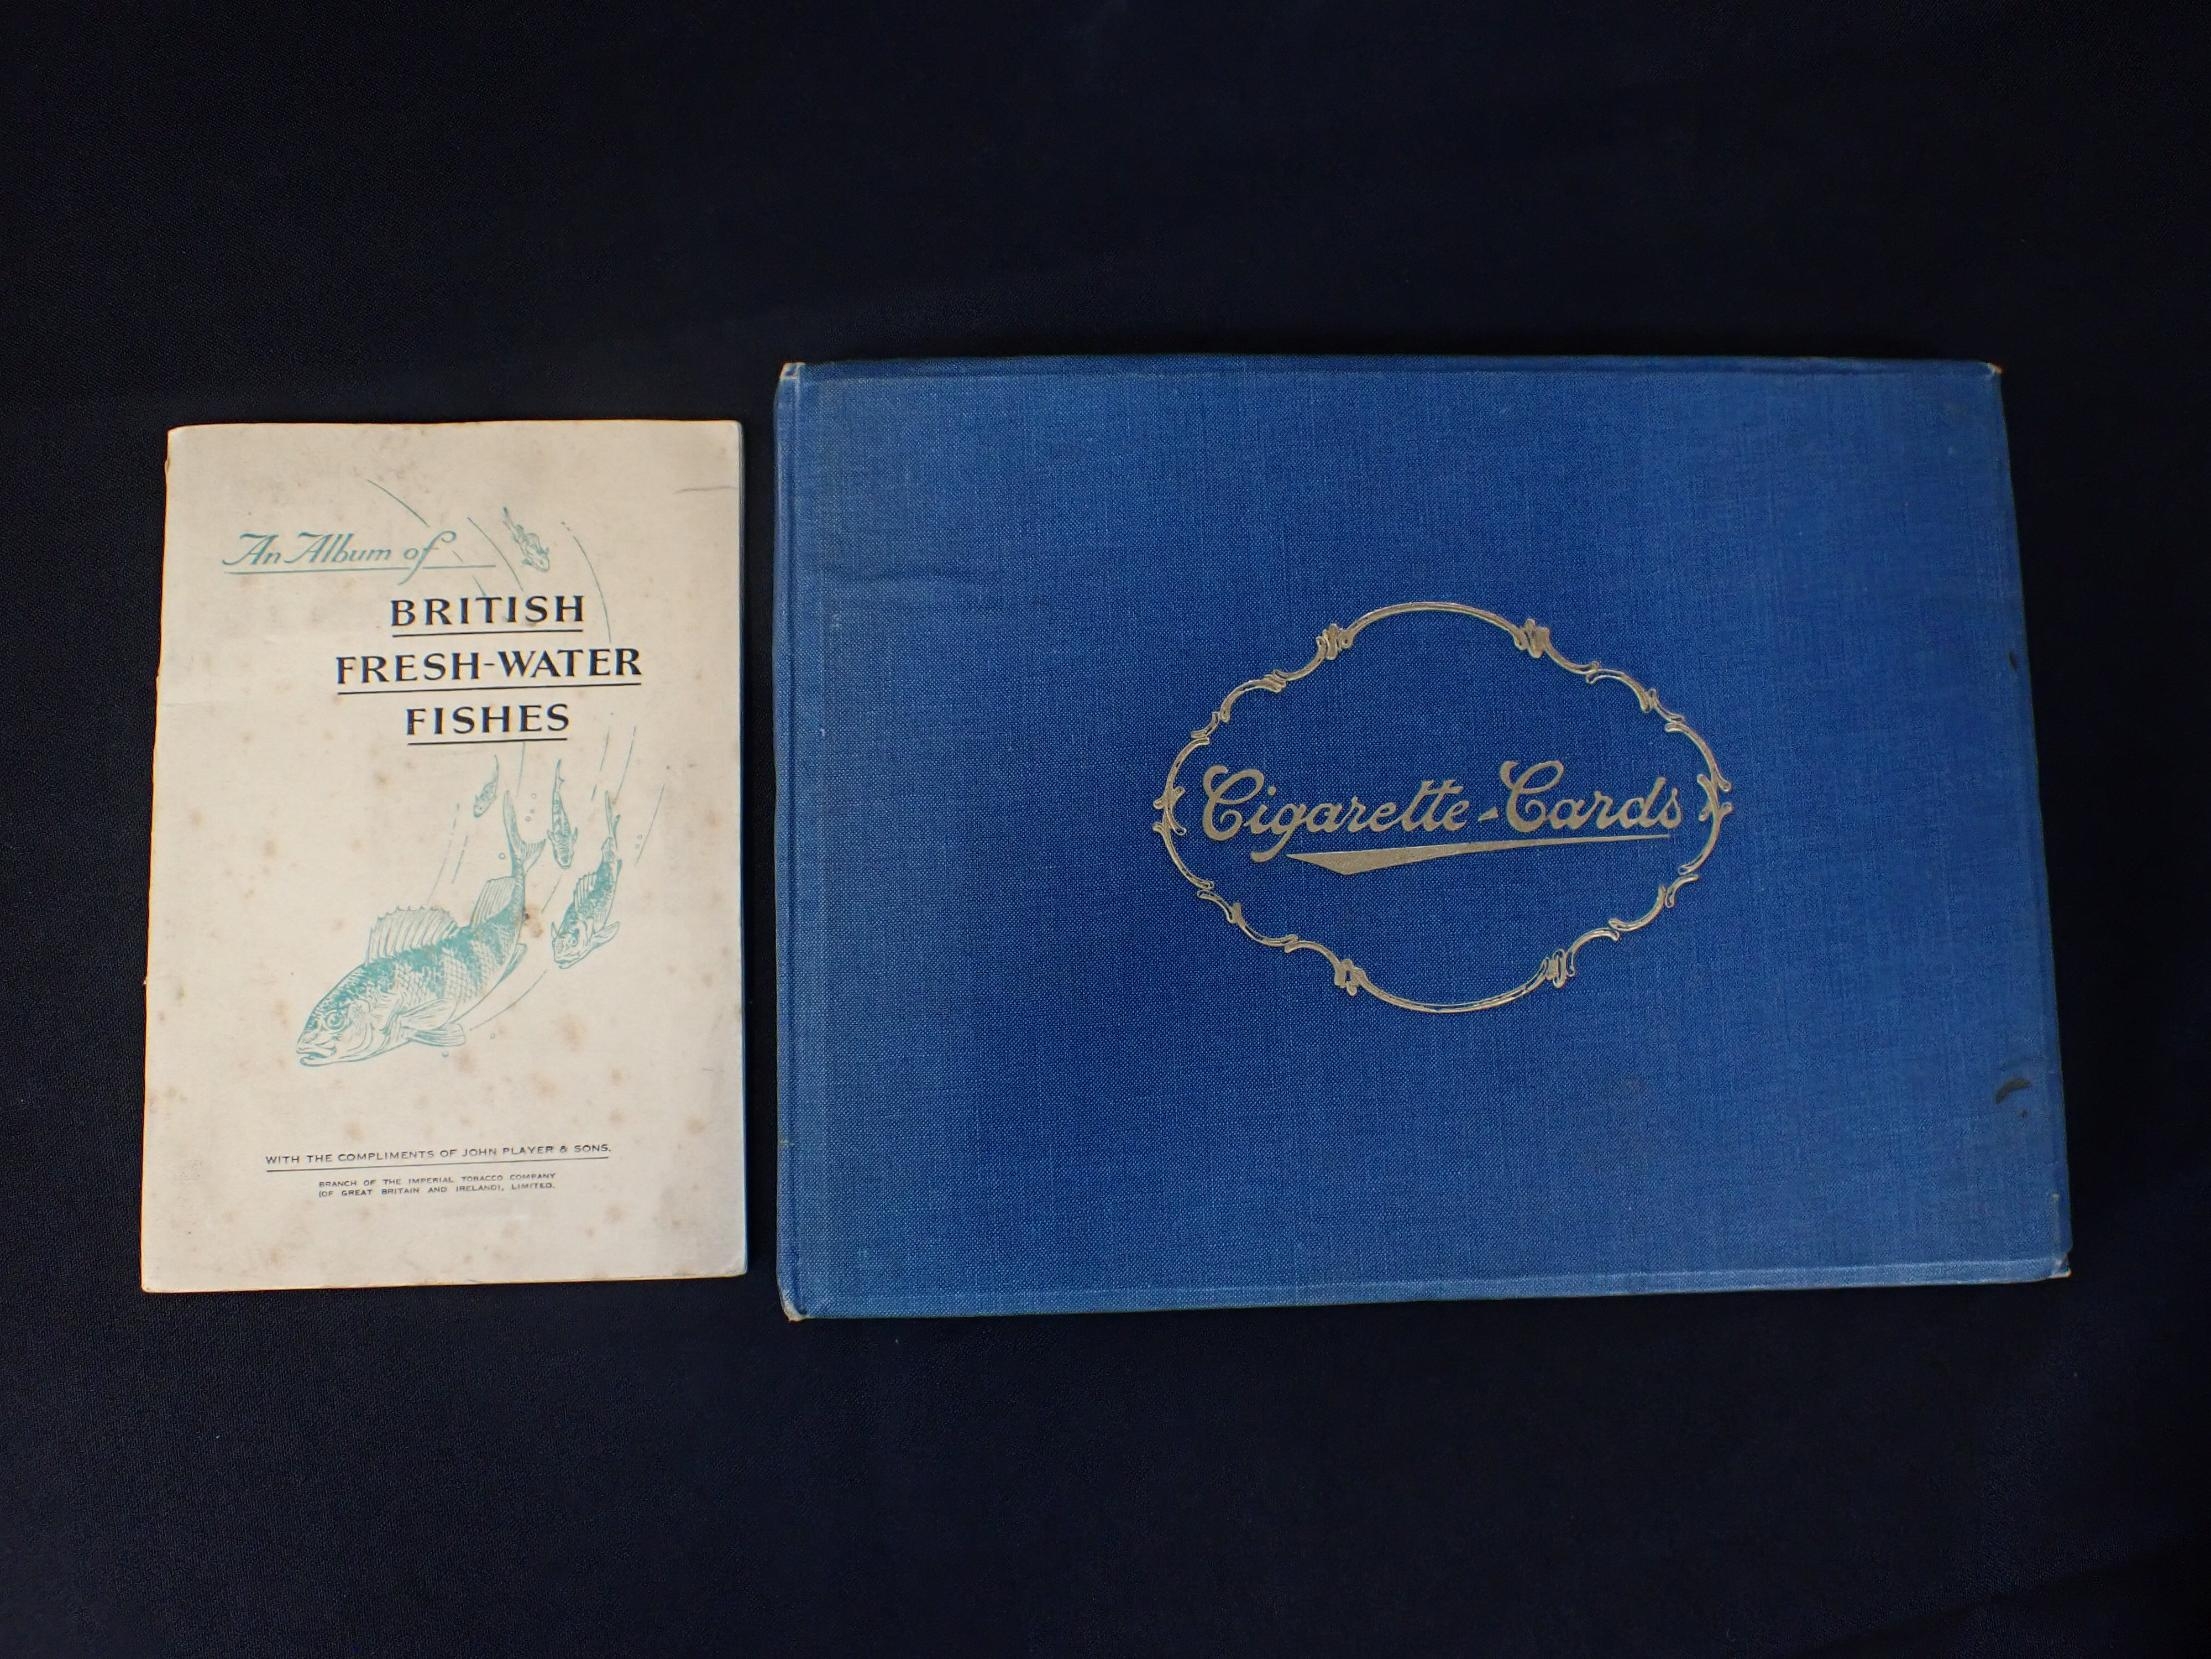 An Album of
BRITISH
FRESH-WATER
FISHES
WITH THE COMPLIMENTS OF JOHN PLAYER & SONS.
BRANCH OF THE IMPERIAL TOBACCO COMPANY
(OF GREAT BRITAIN AND IRELAND), LIMITED.
Cigarette-Cards